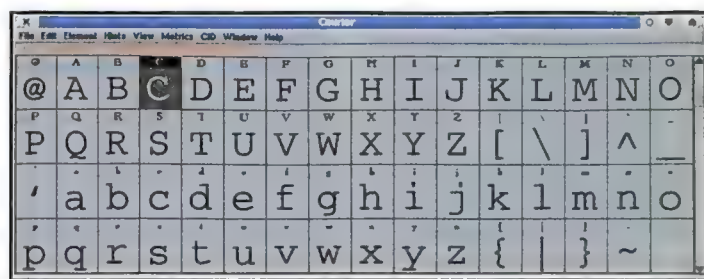 Courier
File Edit Element Hints View Metrics CID Window Help
@ A B C D E F G H I J K L M N O
@ A B C D E F G H I J K L M N O
P Q R S T U V W X Y Z [ \ ] ^ _
a b c d e f g h i j k l m n o
p q r s t u v w x y z { | } ~